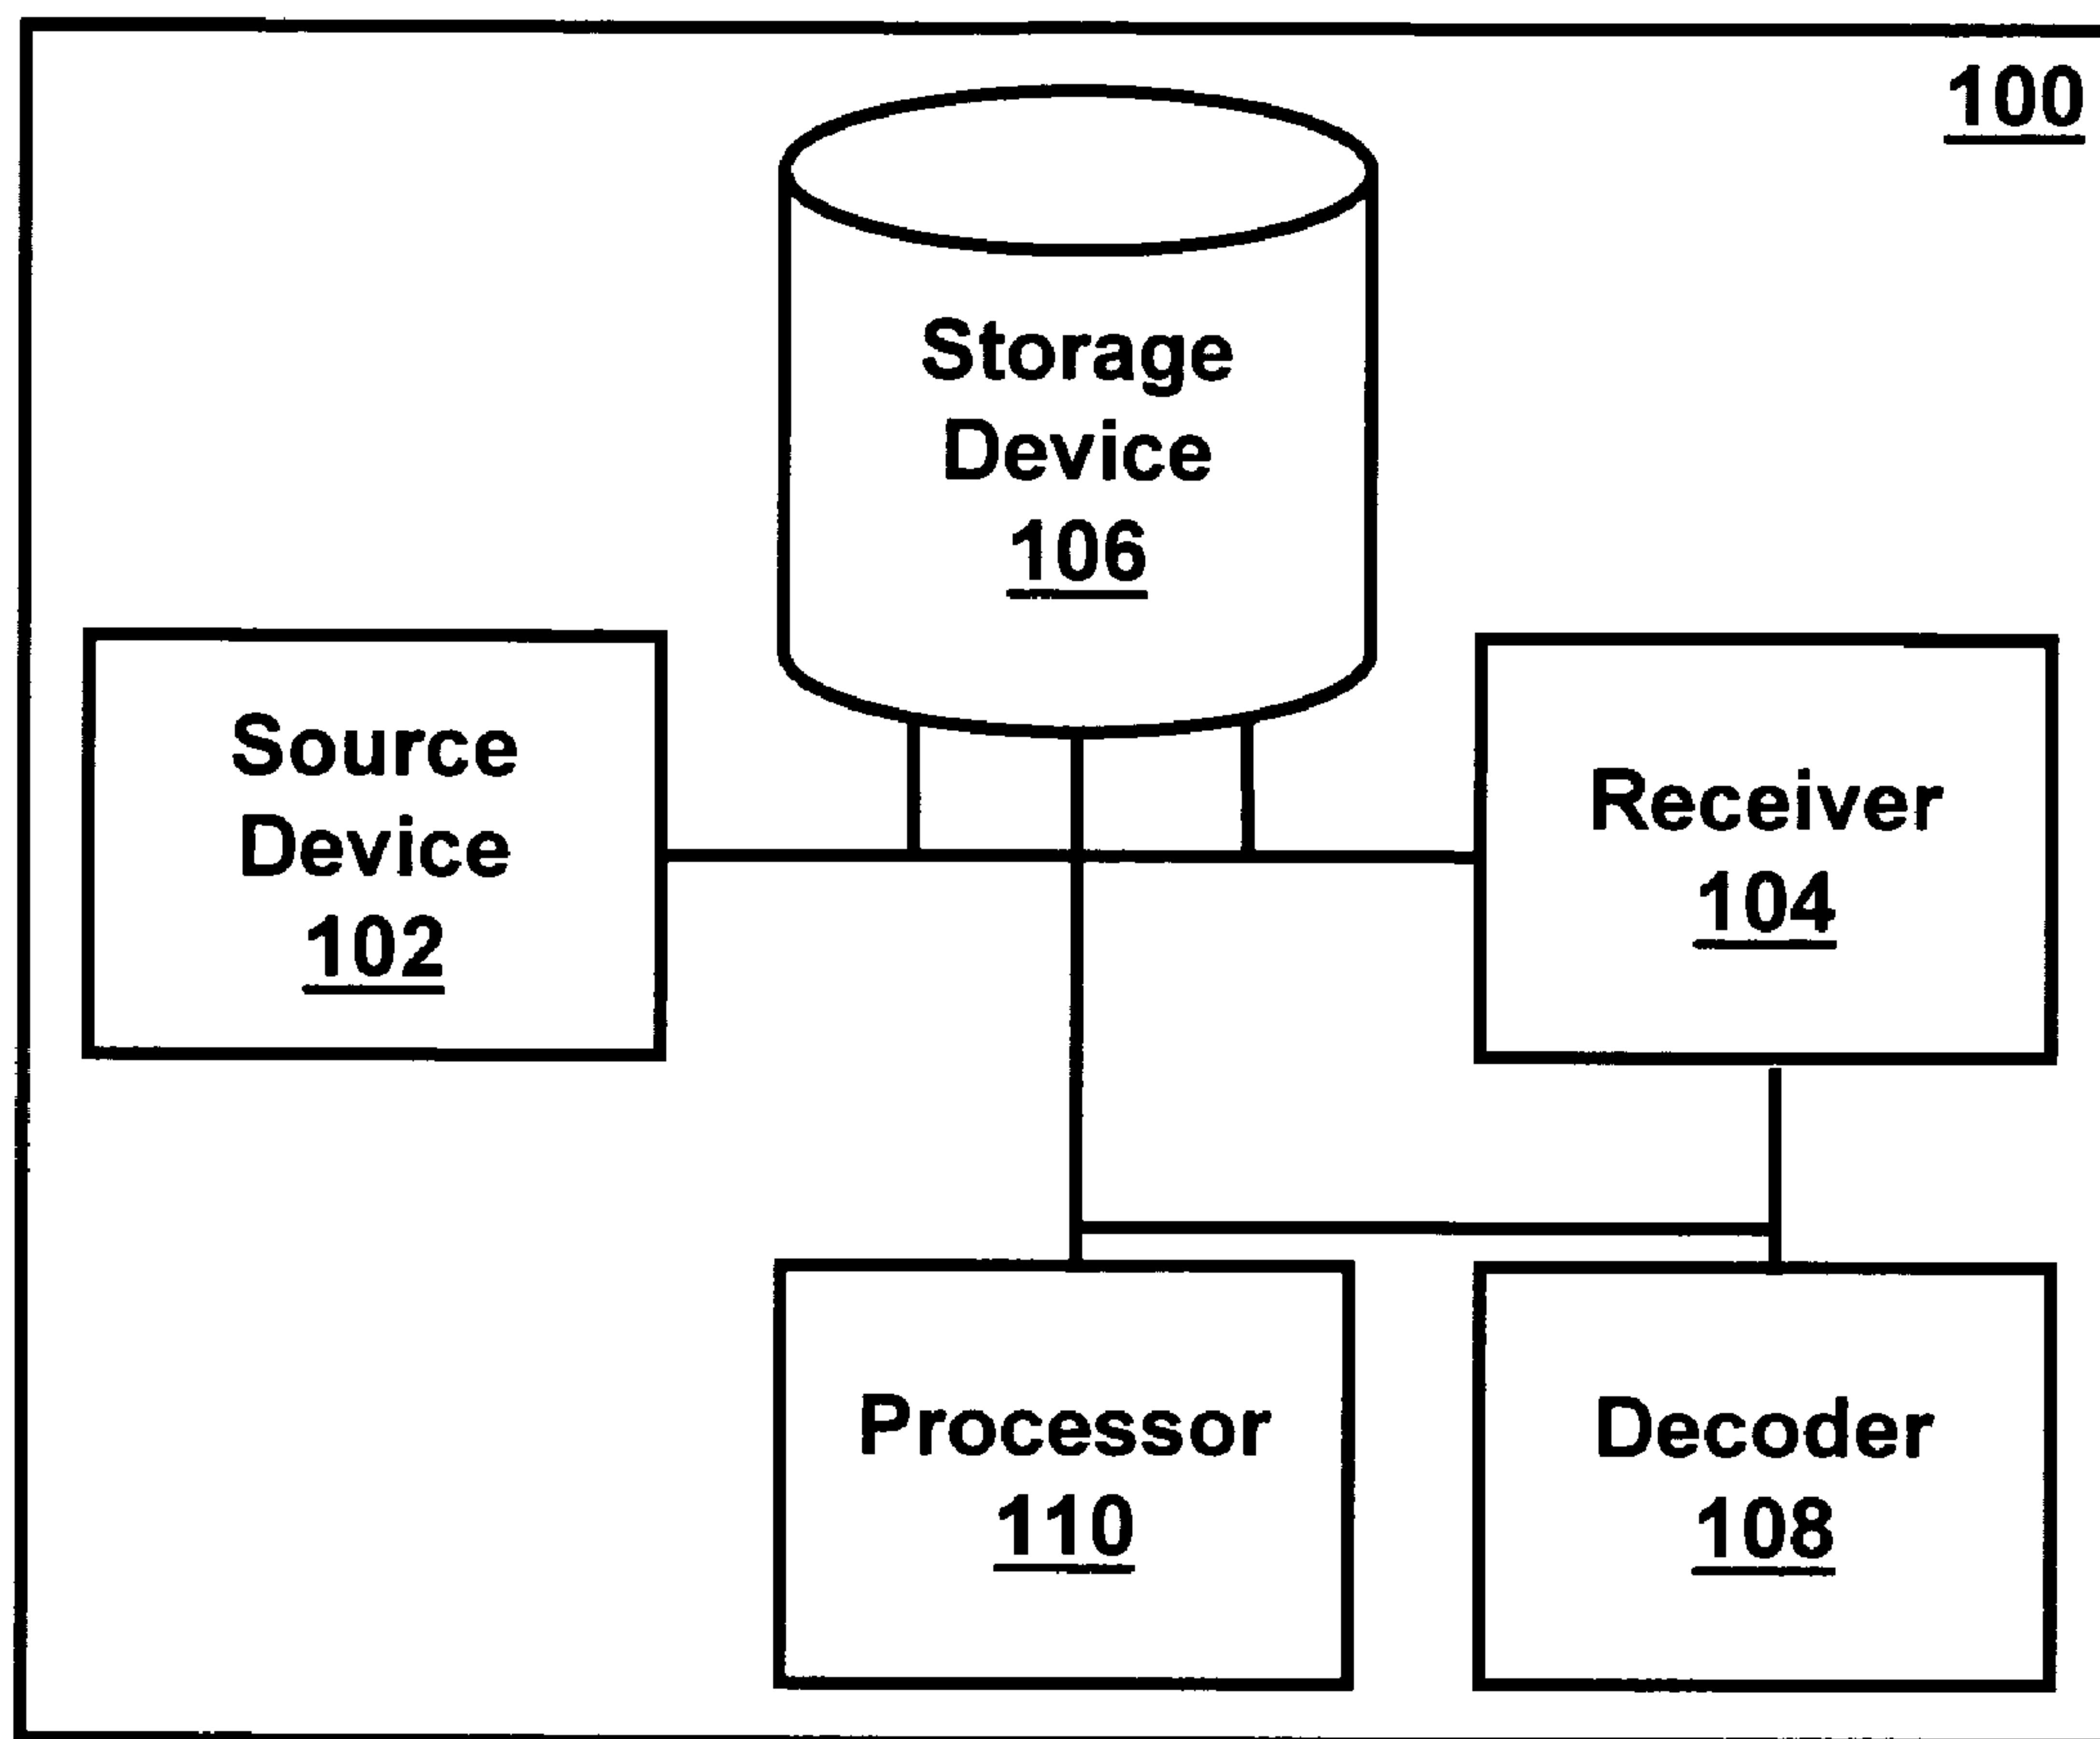 100
Storage
Device
106
Source
Device
102
Receiver
104
Processor
110
Decoder
108